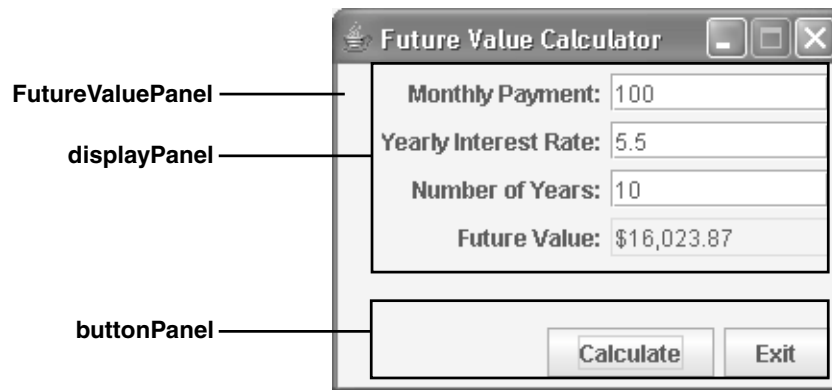 Future Value Calculator
FutureValuePanel
Monthly Payment: 100
displayPanel
Yearly Interest Rate: 5.5
Number of Years: 10
Future Value: $16,023.87
buttonPanel
Calculate Exit